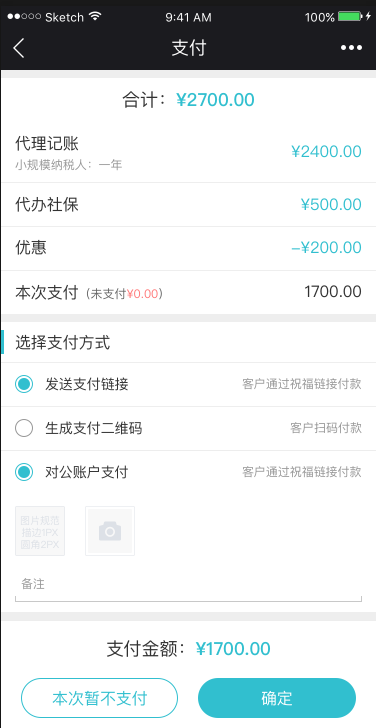 Sketch 9:41 AM 100%
支付
合计：¥2700.00
代理记账 ¥2400.00
小规模纳税人：一年
代办社保 ¥500.00
优惠 -¥200.00
本次支付（未支付¥0.00） 1700.00
选择支付方式
发送支付链接 客户通过祝福链接付款
生成支付二维码 客户扫码付款
对公账户支付 客户通过祝福链接付款
图片规范
描边1PX
圆角2PX
备注
支付金额：¥1700.00
本次暂不支付 确定